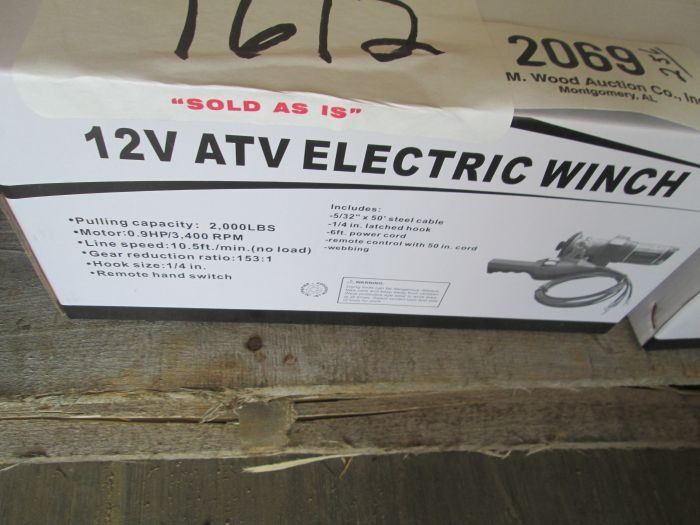 1612
2069
256
M. Wood Auction Co., Inc
Montgomery, AL
"SOLD AS IS"
12V ATV ELECTRIC WINCH
•Pulling capacity: 2,000LBS
•Motor:0.9HP/3,400 RPM
•Line speed:10.5ft./min.(no load)
•Gear reduction ratio:153:1
•Hook size:1/4 in.
•Remote hand switch
Includes:
-5/32" x 50' steel cable
-1/4 in. latched hook
-6ft. power cord
-remote control with 50 in. cord
-webbing
WARNING: